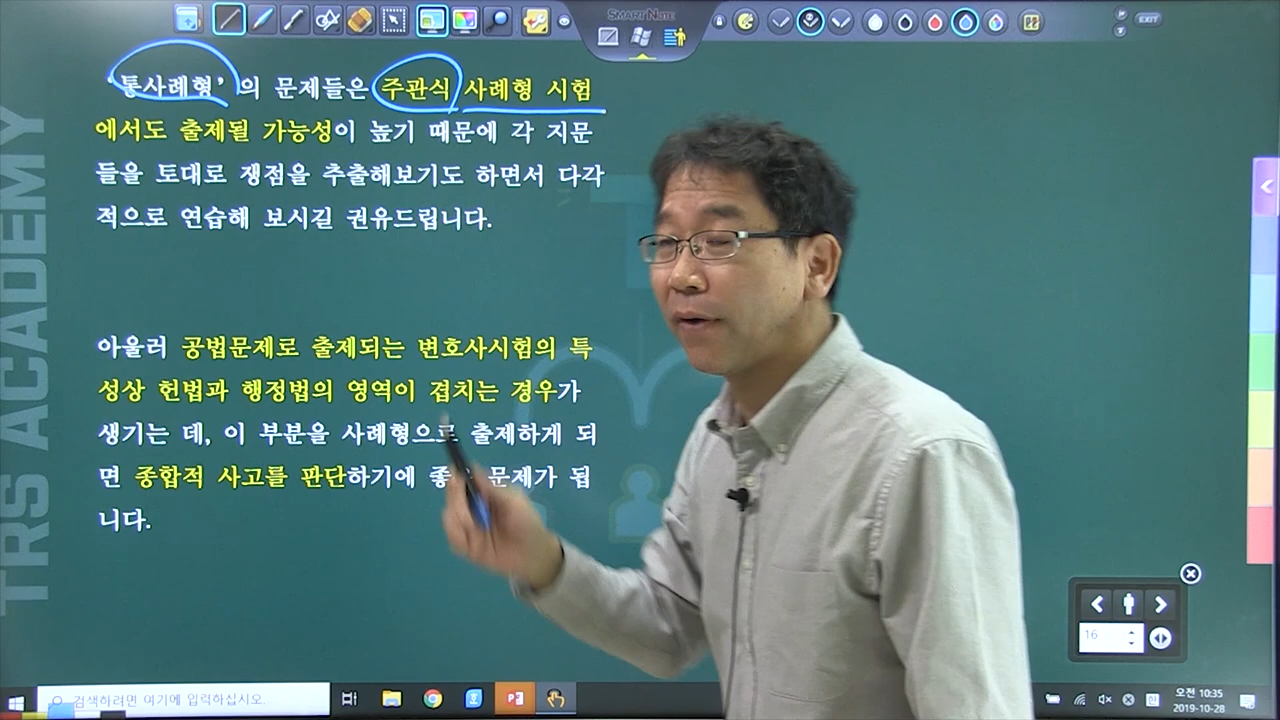 SMART NOTE
EXIT
'통사례형'의 문제들은 주관식 사례형 시험
에서도 출제될 가능성이 높기 때문에 각 지문
들을 토대로 쟁점을 추출해보기도 하면서 다각
적으로 연습해 보시길 권유드립니다.
아울러 공법문제로 출제되는 변호사시험의 특
성상 헌법과 행정법의 영역이 겹치는 경우가
생기는 데, 이 부분을 사례형으로 출제하게 되
면 종합적 사고를 판단하기에 문제가 됩
니다.
TRS ACADEMY
16
검색하려면 여기에 입력하십시오.
오전 10:35
2019-10-28